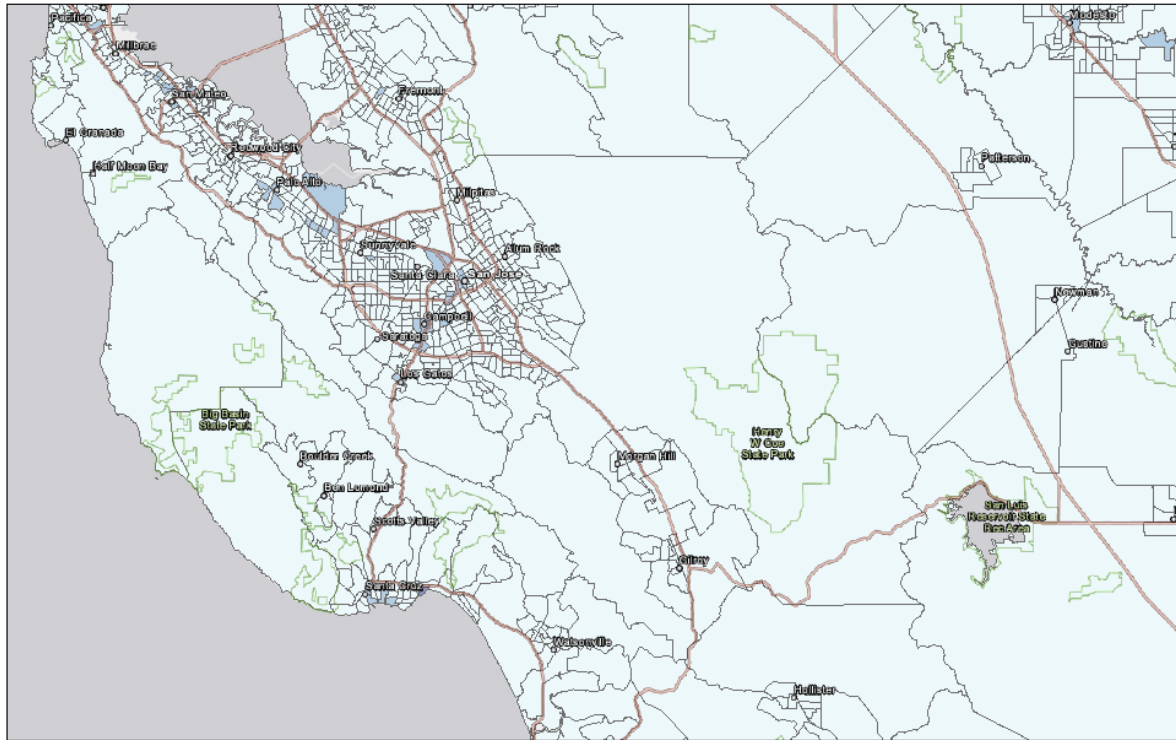 Pacifica
Millbrae
San Mateo
El Granada
Half Moon Bay
Redwood City
Palo Alto
Fremont
Milpitas
Sunnyvale
Alum Rock
Santa Clara
San Jose
Campbell
Saratoga
Los Gatos
Modesto
Patterson
Newman
Gustine
Big Basin
State Park
Henry
W Coe
State Park
Boulder Creek
Ben Lomond
Morgan Hill
Scotts Valley
San Luis
Reservoir State
Rec Area
Gilroy
Santa Cruz
Watsonville
Hollister